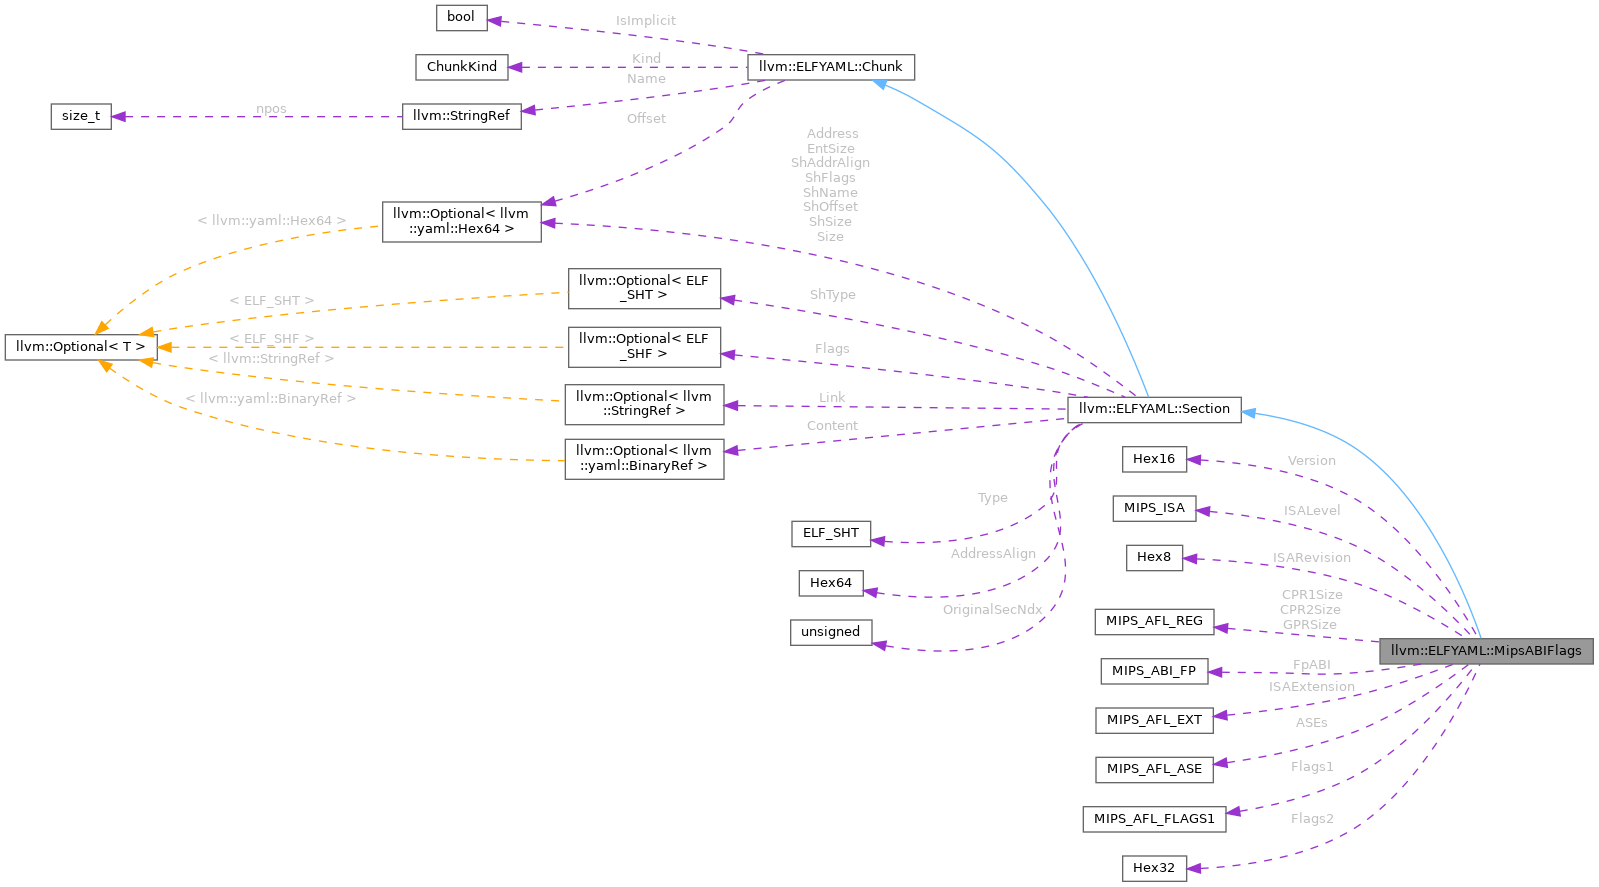 bool
IsImplicit
ChunkKind
Kind
llvm::ELFYAML::Chunk
Name
size_t
npos
llvm::StringRef
Offset
Address
EntSize
ShAddrAlign
ShFlags
ShName
ShOffset
ShSize
Size
< llvm::yaml::Hex64 >
llvm::Optional< llvm
::yaml::Hex64 >
< ELF_SHT >
llvm::Optional< ELF
_SHT >
ShType
llvm::Optional< T >
< ELF_SHF >
llvm::Optional< ELF
_SHF >
Flags
< llvm::StringRef >
llvm::Optional< llvm
::StringRef >
Link
llvm::ELFYAML::Section
< llvm::yaml::BinaryRef >
Content
llvm::Optional< llvm
::yaml::BinaryRef >
Hex16
Version
Type
MIPS_ISA
ISALevel
ELF_SHT
AddressAlign
Hex8
ISARevision
Hex64
OriginalSecNdx
unsigned
CPR1Size
CPR2Size
GPRSize
MIPS_AFL_REG
llvm::ELFYAML::MipsABIFlags
MIPS_ABI_FP
FpABI
ISAExtension
MIPS_AFL_EXT
ASEs
MIPS_AFL_ASE
Flags1
MIPS_AFL_FLAGS1
Flags2
Hex32